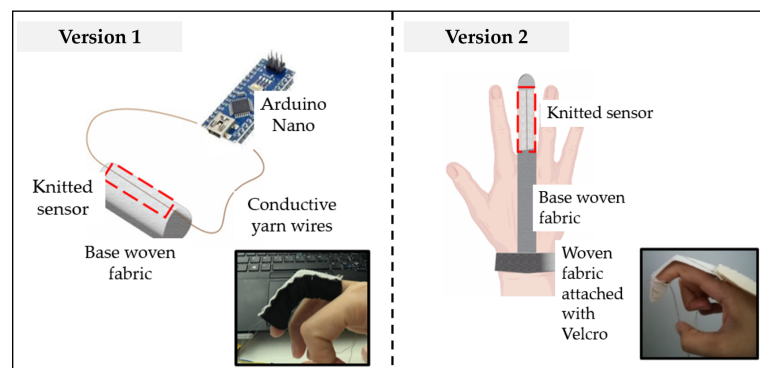 Version 1
Arduino
Nano
Knitted
sensor
Conductive
yarn wires
Base woven
fabric
Version 2
Knitted sensor
Base woven
fabric
Woven
fabric
attached
with
Velcro